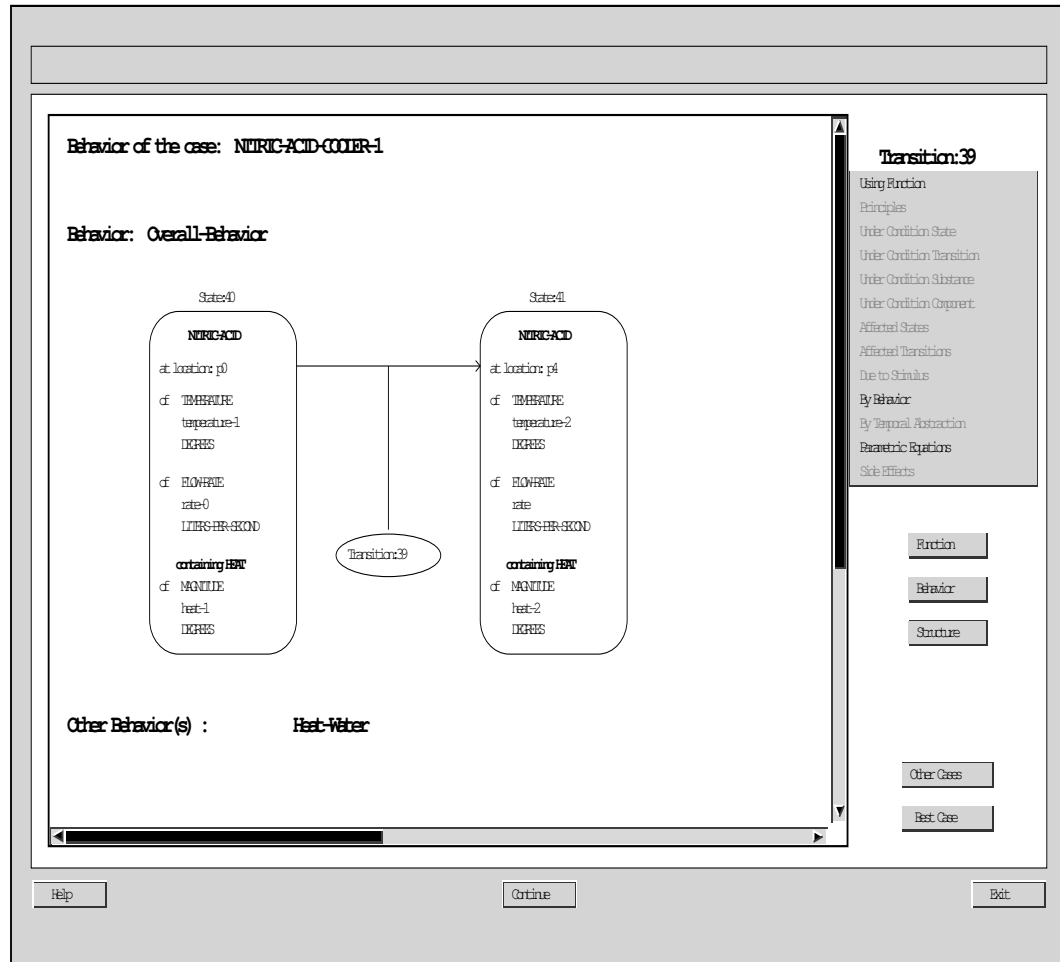 Behavior of the case: NITRIC-ACID-COOLER-1
Transition:39
Using Function
Principles
Behavior: Overall-Behavior
Under Condition State
Under Condition Transition
Under Condition Substance
Under Condition Component
Affected States
Affected Transitions
Due to Stimulus
By Behavior
By Temporal Abstraction
Parametric Equations
Side Effects
State:40
NITRIC-ACID
at location: p0
of TEMPERATURE
temperature-1
DEGREES
of FLOW-RATE
rate-0
LITERS-PER-SECOND
containing HEAT
of MAGNITUDE
heat-1
DEGREES
Transition:39
State:41
NITRIC-ACID
at location: p4
of TEMPERATURE
temperature-2
DEGREES
of FLOW-RATE
rate
LITERS-PER-SECOND
containing HEAT
of MAGNITUDE
heat-2
DEGREES
Function
Behavior
Structure
Other Behavior(s) : Heat-Water
Other Cases
Best Case
Help
Continue
Exit